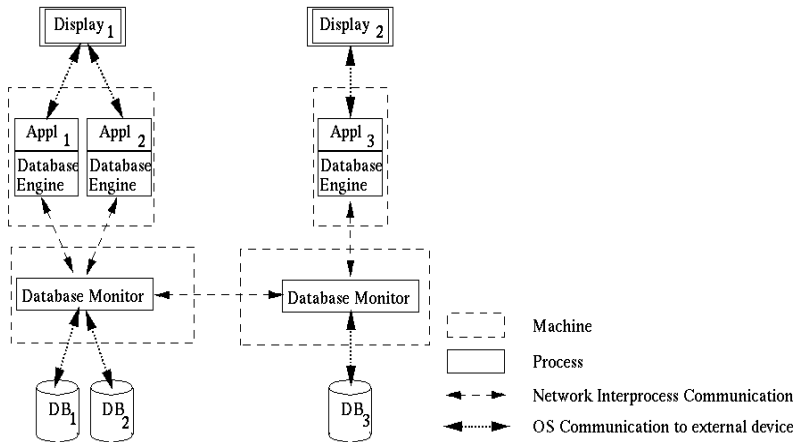 Display 1
Display 2
Appl 1
Appl 2
Appl 3
Database Engine
Database Engine
Database Engine
Database Monitor
Database Monitor
DB 1
DB 2
DB 3
Machine
Process
Network Interprocess Communication
OS Communication to external device